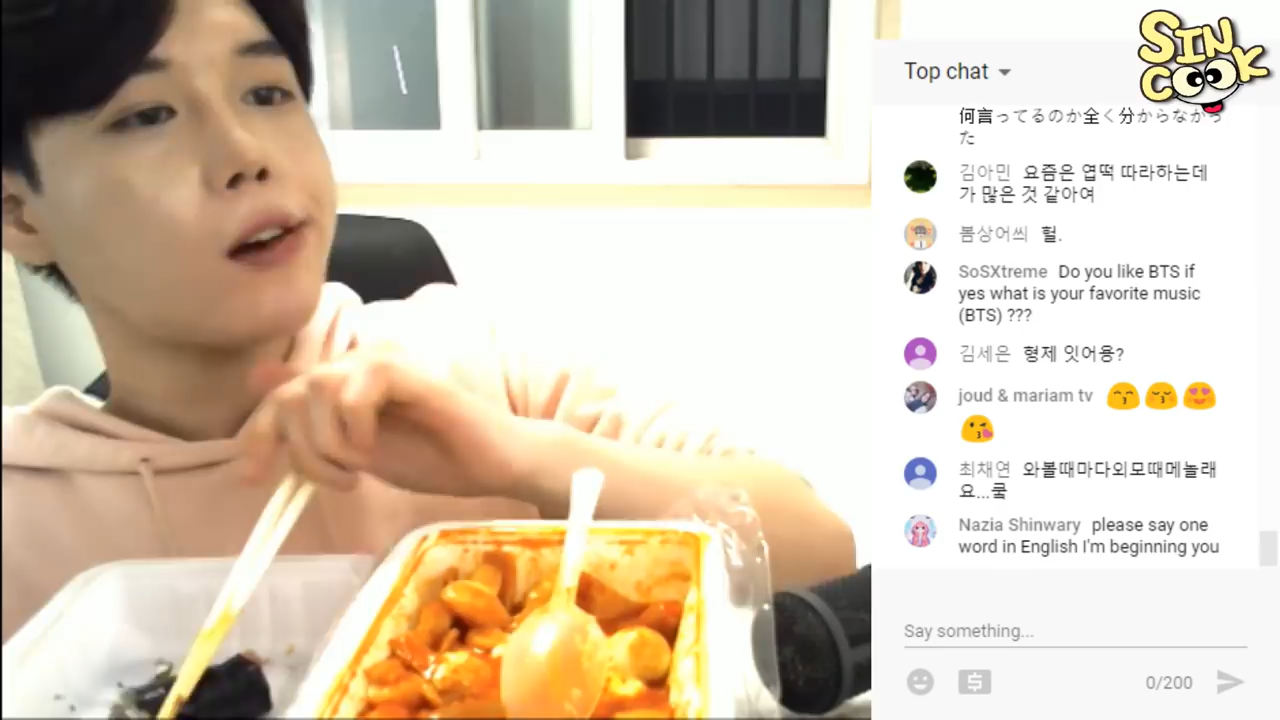 SIN
COOK
Top chat
何言ってるのか全く分からなかっ
た
김아민 요즘은 엽떡 따라하는데
가 많은 것 같아여
봄상어씌 헐.
SoSXtreme Do you like BTS if
yes what is your favorite music
(BTS) ???
김세은 형제 잇어용?
joud & mariam tv
최채연 와볼때마다외모때메놀래
요...쿸
Nazia Shinwary please say one
word in English I'm beginning you
Say something...
0/200